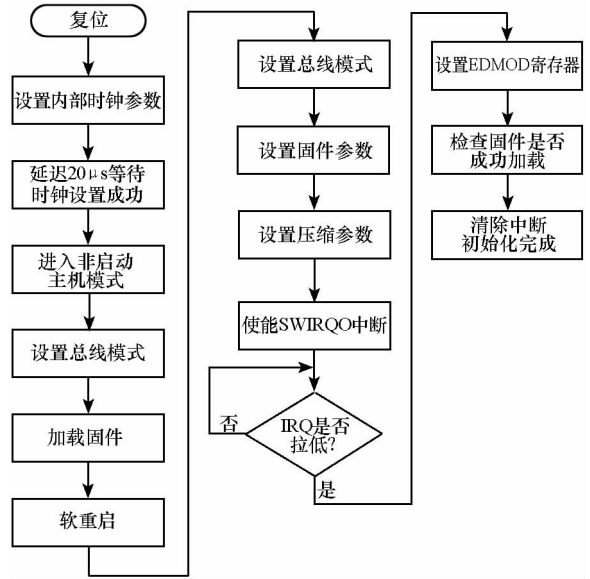 复位
设置内部时钟参数
延迟20μs等待
时钟设置成功
进入非启动
主机模式
设置总线模式
加载固件
软重启
设置总线模式
设置固件参数
设置压缩参数
使能SWIRQO中断
IRQ是否
拉低?
否
是
设置EDMOD寄存器
检查固件是否
成功加载
清除中断
初始化完成